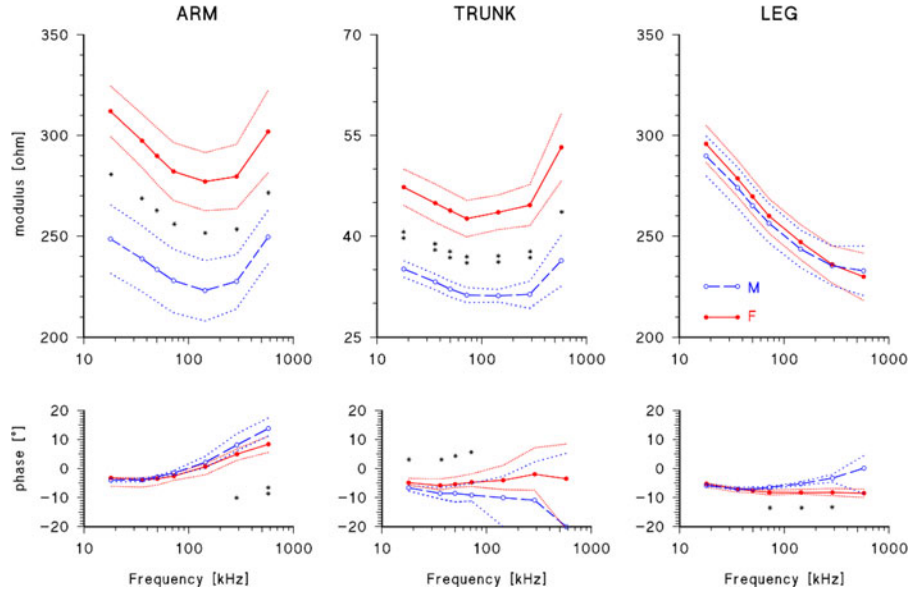 ARM TRUNK LEG
350 70 350
300 55 300
modulus [ohm]
250 40 250
M
F
200 25 200
10 100 1000 10 100 1000 10 100 1000
20 20 20
10 10 10
phase [°]
0 0 0
-10 -10 -10
-20 -20 -20
10 100 1000 10 100 1000 10 100 1000
Frequency [kHz] Frequency [kHz] Frequency [kHz]